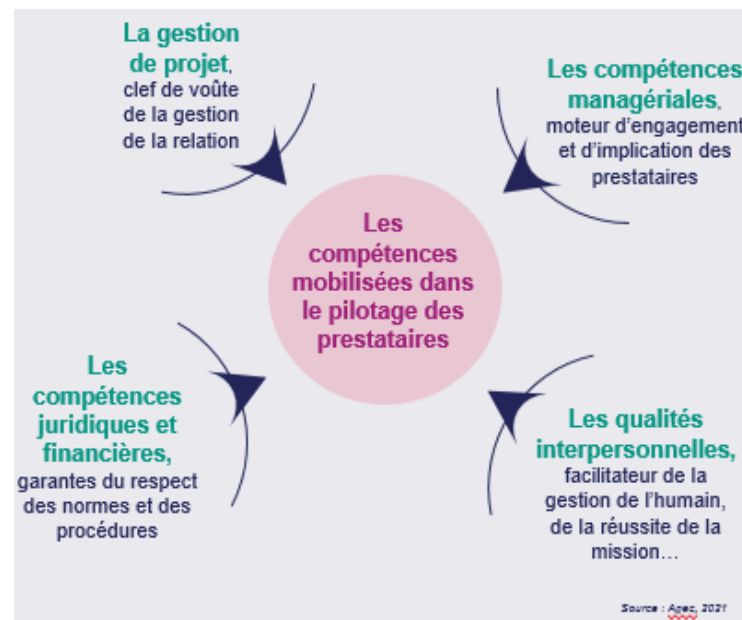 La gestion
de projet,
clef de voûte
de la gestion
de la relation
Les compétences
managériales,
moteur d'engagement
et d'implication des
prestataires
Les
compétences
mobilisées dans
le pilotage des
prestataires
Les
compétences
juridiques et
financières,
garantes du respect
des normes et des
procédures
Les qualités
interpersonnelles,
facilitateur de la
gestion de l'humain,
de la réussite de la
mission…
Source : Agec, 2021